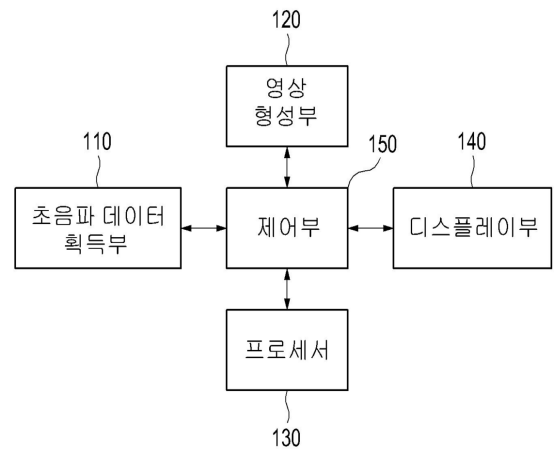 120
영상
형성부
110
150
140
초음파 데이터
획득부
제어부
디스플레이부
프로세서
130